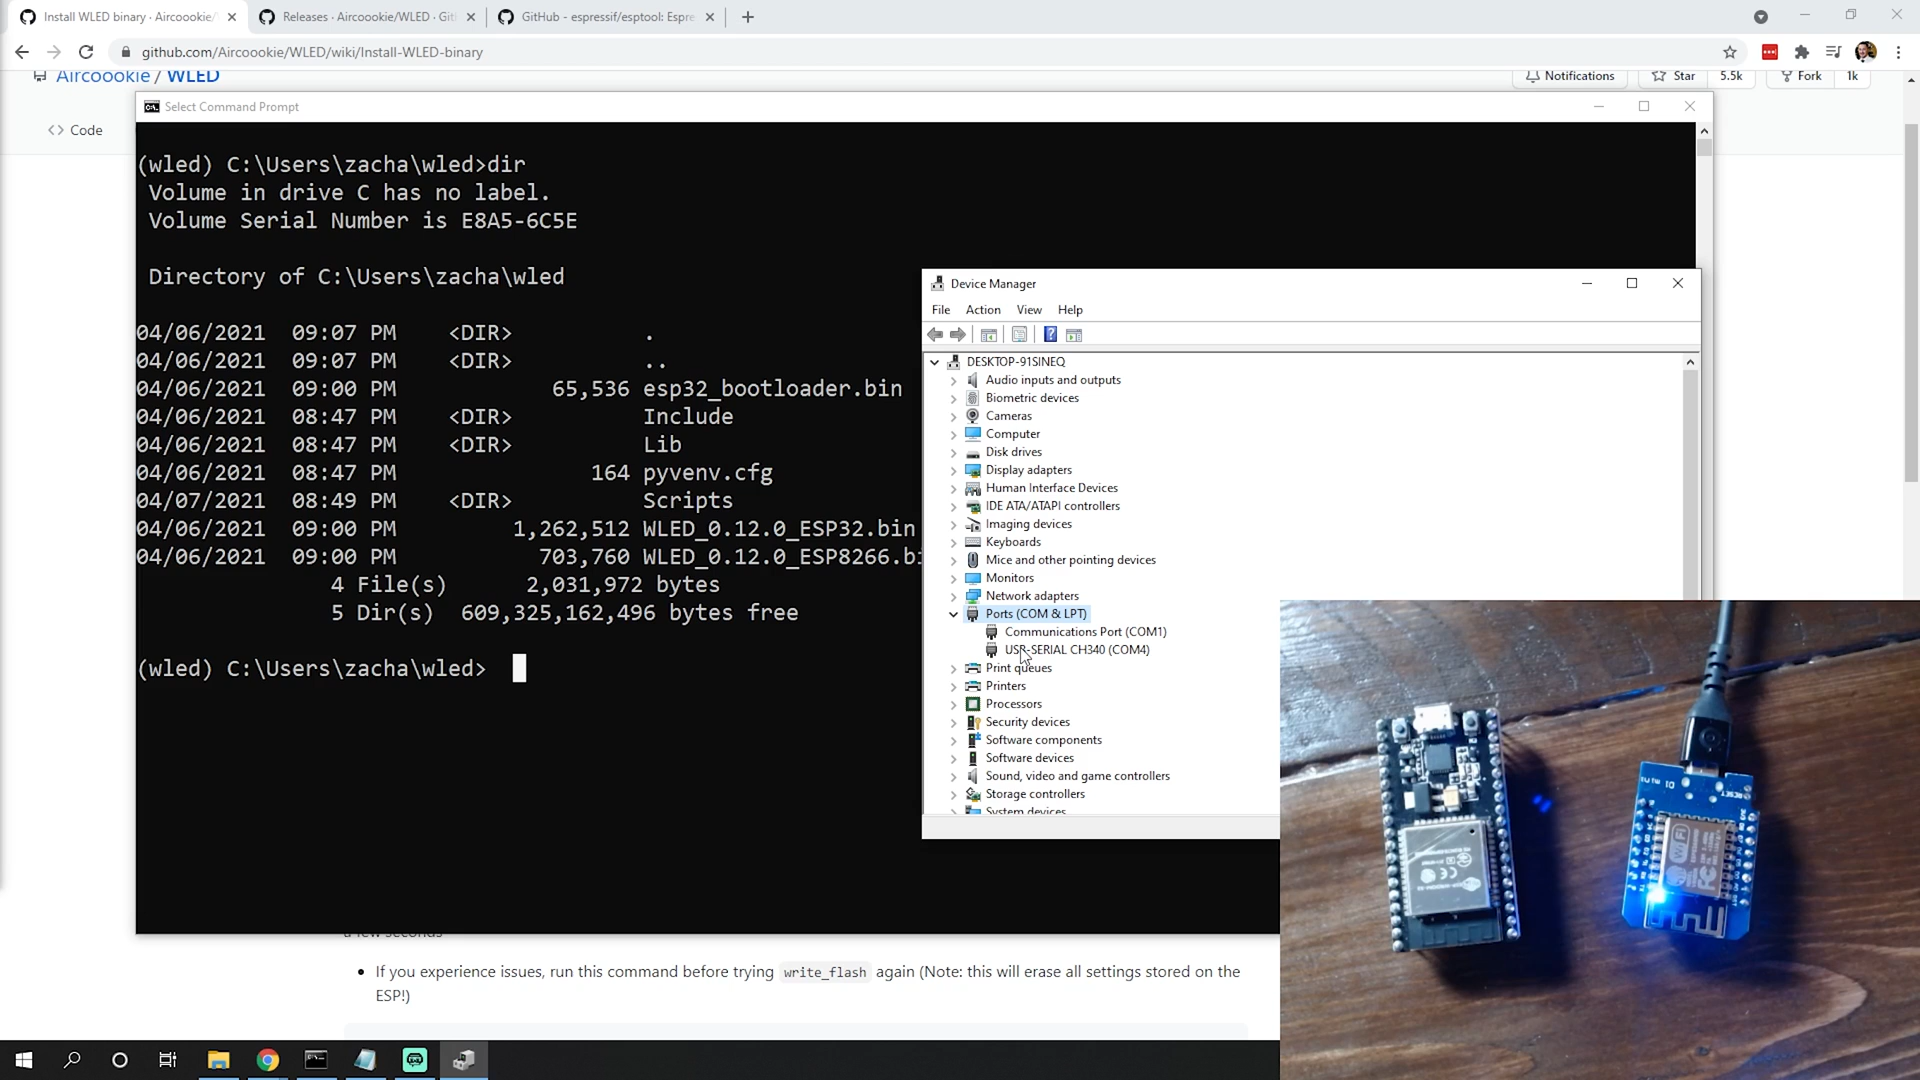 Install WLED binary · Aircoookie/
Releases · Aircoookie/WLED · Git
GitHub - espressif/esptool: Espre
github.com/Aircoookie/WLED/wiki/Install-WLED-binary
Aircoookie / WLED
Notifications
Star
5.5k
Fork
1k
<> Code
Select Command Prompt
(wled) C:\Users\zacha\wled>dir
Volume in drive C has no label.
Volume Serial Number is E8A5-6C5E
Directory of C:\Users\zacha\wled
04/06/2021 09:07 PM <DIR> .
04/06/2021 09:07 PM <DIR> ..
04/06/2021 09:00 PM 65,536 esp32_bootloader.bin
04/06/2021 08:47 PM <DIR> Include
04/06/2021 08:47 PM <DIR> Lib
04/06/2021 08:47 PM 164 pyvenv.cfg
04/07/2021 08:49 PM <DIR> Scripts
04/06/2021 09:00 PM 1,262,512 WLED_0.12.0_ESP32.bin
04/06/2021 09:00 PM 703,760 WLED_0.12.0_ESP8266.bi
4 File(s) 2,031,972 bytes
5 Dir(s) 609,325,162,496 bytes free
(wled) C:\Users\zacha\wled>
Device Manager
File Action View Help
DESKTOP-91SINEQ
Audio inputs and outputs
Biometric devices
Cameras
Computer
Disk drives
Display adapters
Human Interface Devices
IDE ATA/ATAPI controllers
Imaging devices
Keyboards
Mice and other pointing devices
Monitors
Network adapters
Ports (COM & LPT)
Communications Port (COM1)
USB-SERIAL CH340 (COM4)
Print queues
Printers
Processors
Security devices
Software components
Software devices
Sound, video and game controllers
Storage controllers
System devices
a few seconds
If you experience issues, run this command before trying write_flash again (Note: this will erase all settings stored on the
ESP!)